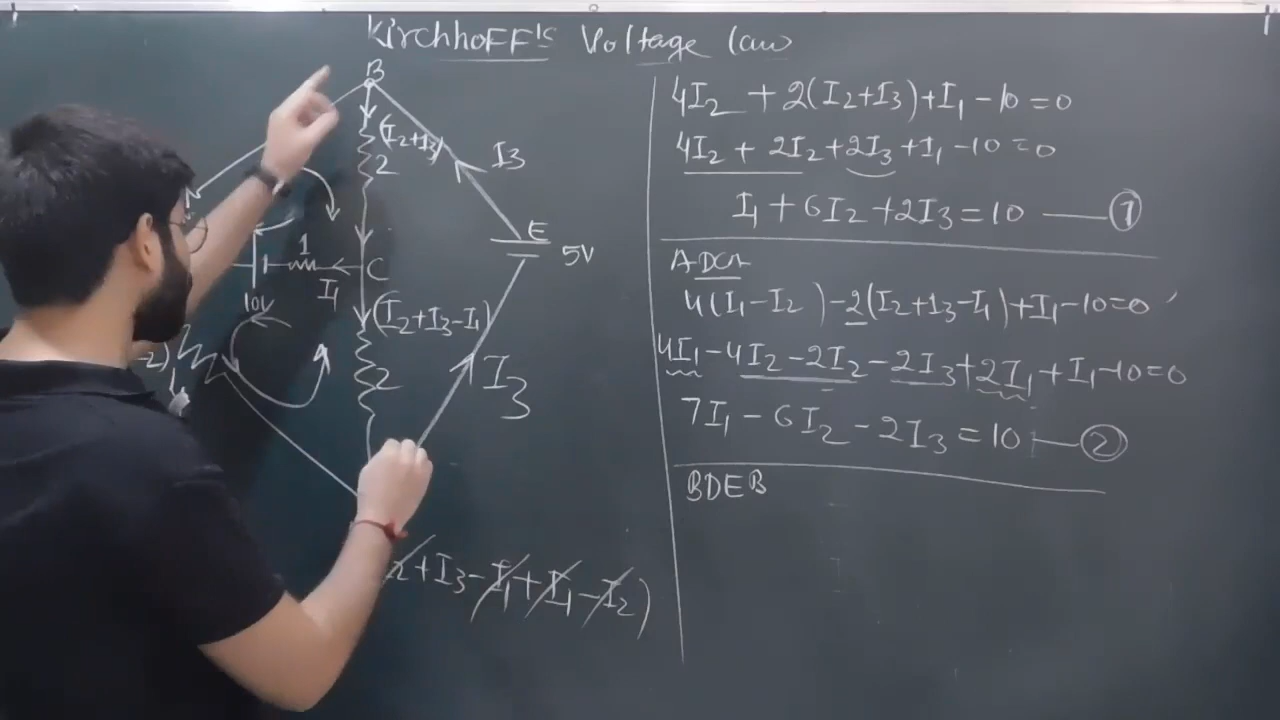 Kirchhoff's Voltage law
B
(I2+I3)
2
I3
E
5V
1
C
I1
10V
(I2+I3-I1)
2
I3
2)
+I3-I1+I1-I2)
4I2 + 2(I2+I3)+I1-10=0
4I2 + 2I2+2I3+I1-10=0
I1+6I2+2I3=10 — 1
ADCA
4(I1-I2)-2(I2+I3-I1)+I1-10=0
4I1-4I2-2I2-2I3+2I1+I1-10=0
7I1-6I2-2I3=10 — 2
BDEB